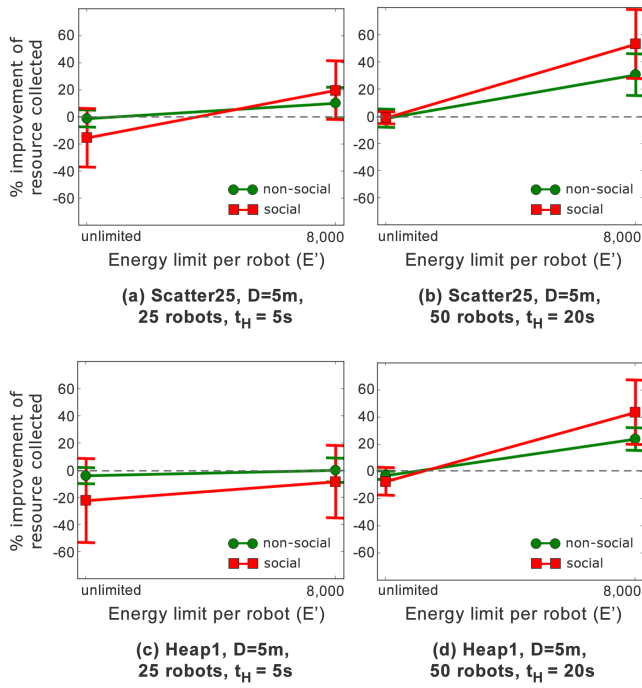 % improvement of
resource collected
60
40
20
0
-20
-40
-60
non-social
social
unlimited
8,000
Energy limit per robot (E’)
(a) Scatter25, D=5m,
25 robots, tH = 5s
60
40
20
0
-20
-40
-60
non-social
social
unlimited
8,000
Energy limit per robot (E’)
(b) Scatter25, D=5m,
50 robots, tH = 20s
% improvement of
resource collected
60
40
20
0
-20
-40
-60
non-social
social
unlimited
8,000
Energy limit per robot (E’)
(c) Heap1, D=5m,
25 robots, tH = 5s
60
40
20
0
-20
-40
-60
non-social
social
unlimited
8,000
Energy limit per robot (E’)
(d) Heap1, D=5m,
50 robots, tH = 20s